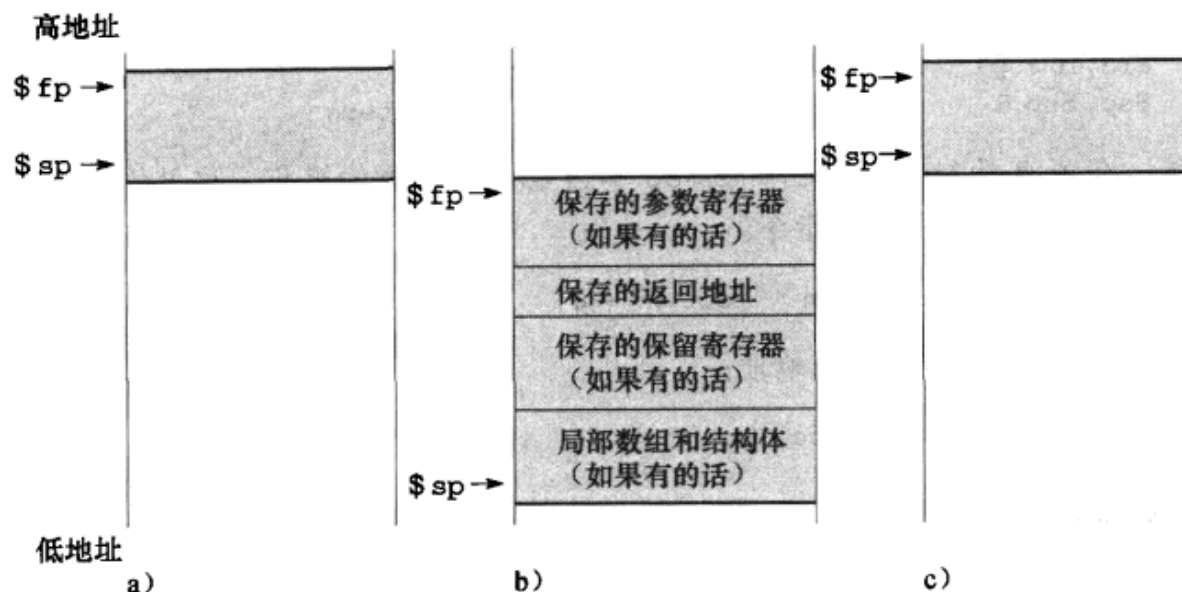 高地址
$fp→
$sp→
$fp→
保存的参数寄存器
（如果有的话）
保存的返回地址
保存的保留寄存器
（如果有的话）
局部数组和结构体
（如果有的话）
$sp→
$fp→
$sp→
低地址
a）
b）
c）